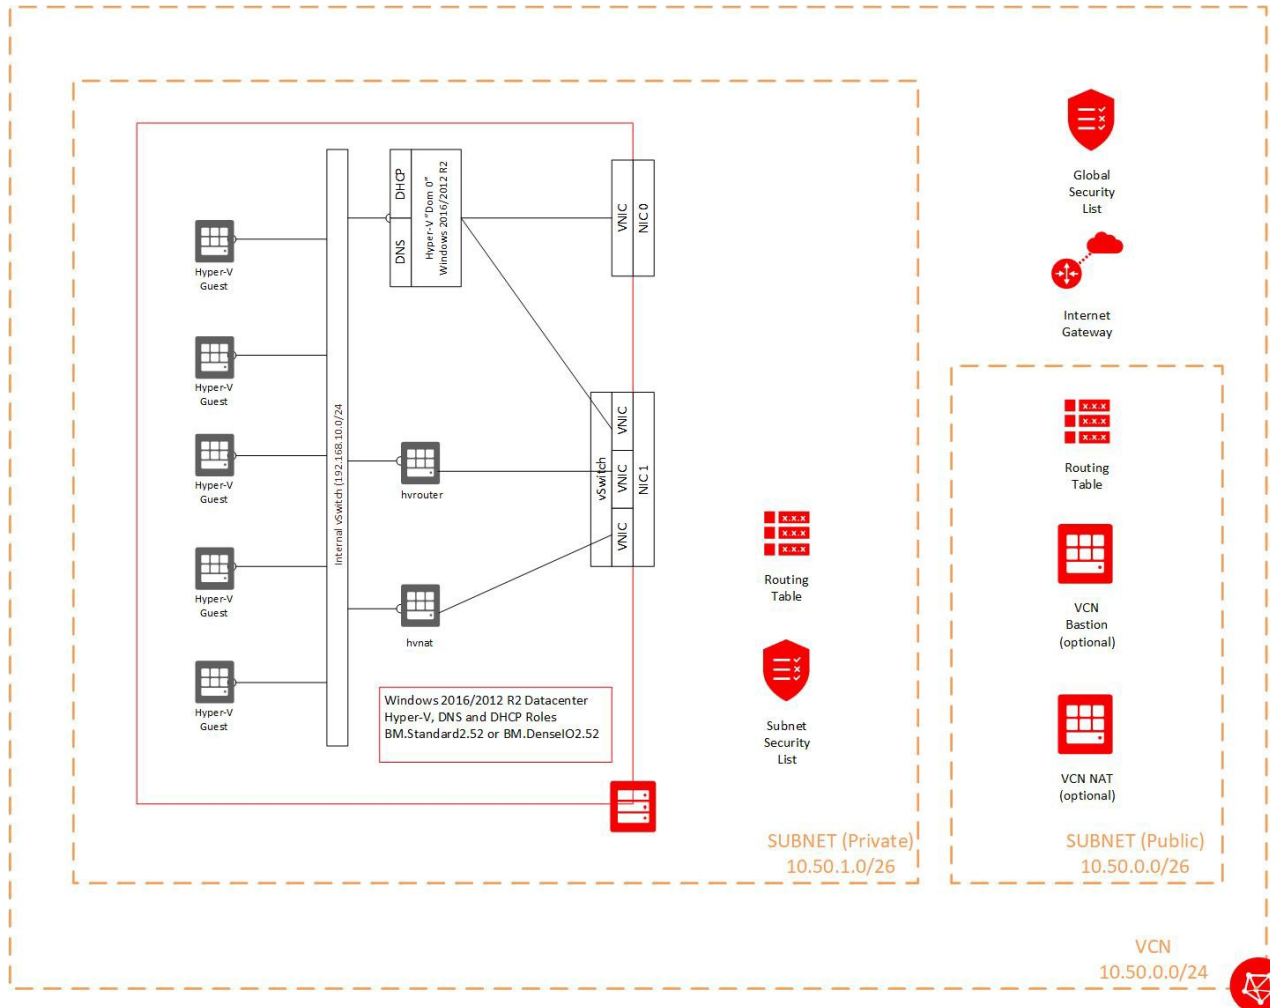 Global
Security
List
Internet
Gateway
DHCP
DNS
Hyper-V “Dom 0”
Windows 2016/2012 R2
VNIC
NIC 0
Hyper-V
Guest
Hyper-V
Guest
Hyper-V
Guest
Hyper-V
Guest
Hyper-V
Guest
Internal vSwitch (192.168.10.0/24
hvrouter
hvnat
vSwitch
VNIC
VNIC
VNIC
NIC 1
Windows 2016/2012 R2 Datacenter
Hyper-V, DNS and DHCP Roles
BM.Standard2.52 or BM.DenseIO2.52
x.x.x
x.x.x
x.x.x
Routing
Table
Subnet
Security
List
SUBNET (Private)
10.50.1.0/26
x.x.x
x.x.x
x.x.x
Routing
Table
VCN
Bastion
(optional)
VCN NAT
(optional)
SUBNET (Public)
10.50.0.0/26
VCN
10.50.0.0/24